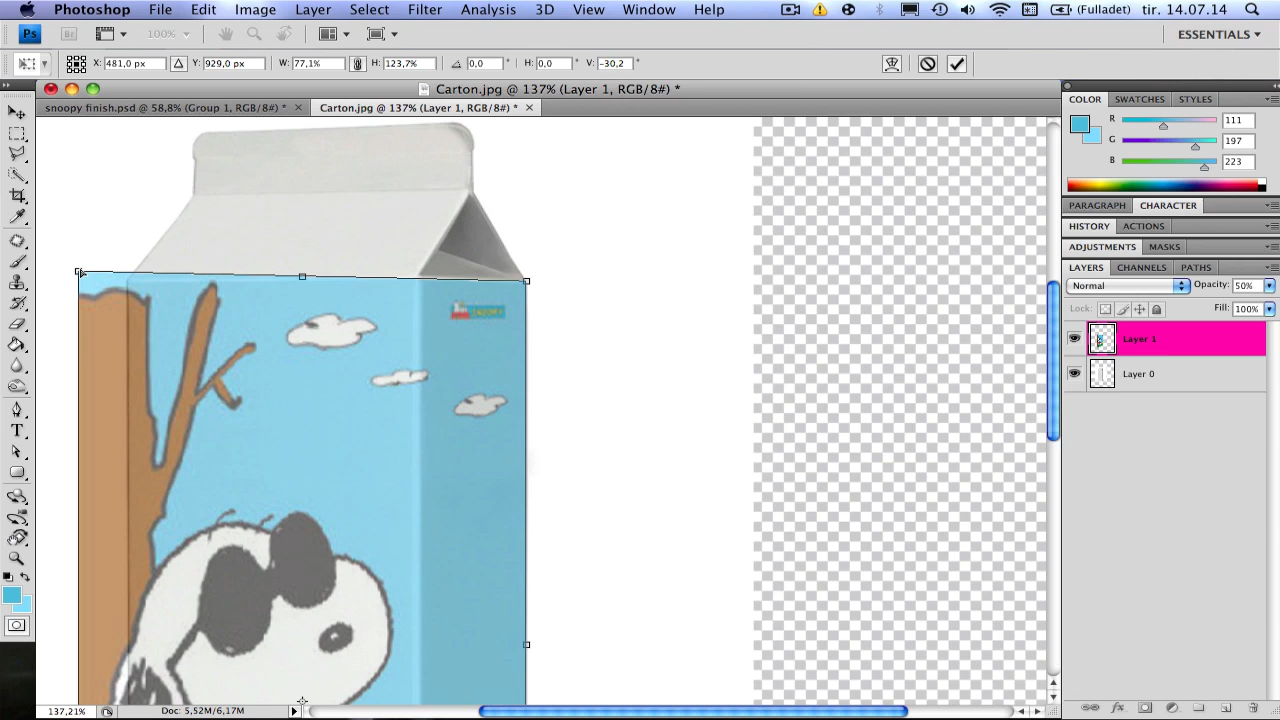 Photoshop File Edit Image Layer Select Filter Analysis 3D View Window Help (Fulladet) tir. 14.07.14
Ps Br 100% ESSENTIALS
X: 481,0 px Y: 929,0 px W: 77,1% H: 123,7% 0,0 ° H: 0,0 ° V: -30,2 °
Carton.jpg @ 137% (Layer 1, RGB/8#) *
snoopy finish.psd @ 58,8% (Group 1, RGB/8#) * Carton.jpg @ 137% (Layer 1, RGB/8#) *
COLOR SWATCHES STYLES
R 111
G 197
B 223
PARAGRAPH CHARACTER
HISTORY ACTIONS
ADJUSTMENTS MASKS
LAYERS CHANNELS PATHS
Normal Opacity: 50%
Lock: Fill: 100%
Layer 1
Layer 0
137,21% Doc: 3,52M/6,17M